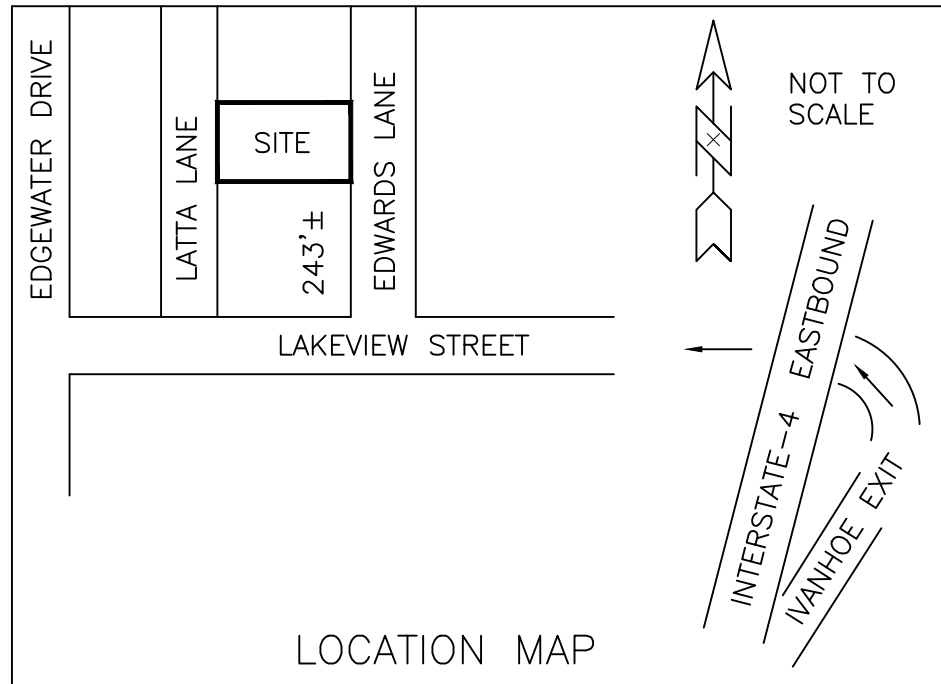 EDGEWATER DRIVE
LATTA LANE
SITE
243'±
EDWARDS LANE
NOT TO
SCALE
LAKEVIEW STREET
INTERSTATE-4 EASTBOUND
IVANHOE EXIT
LOCATION MAP